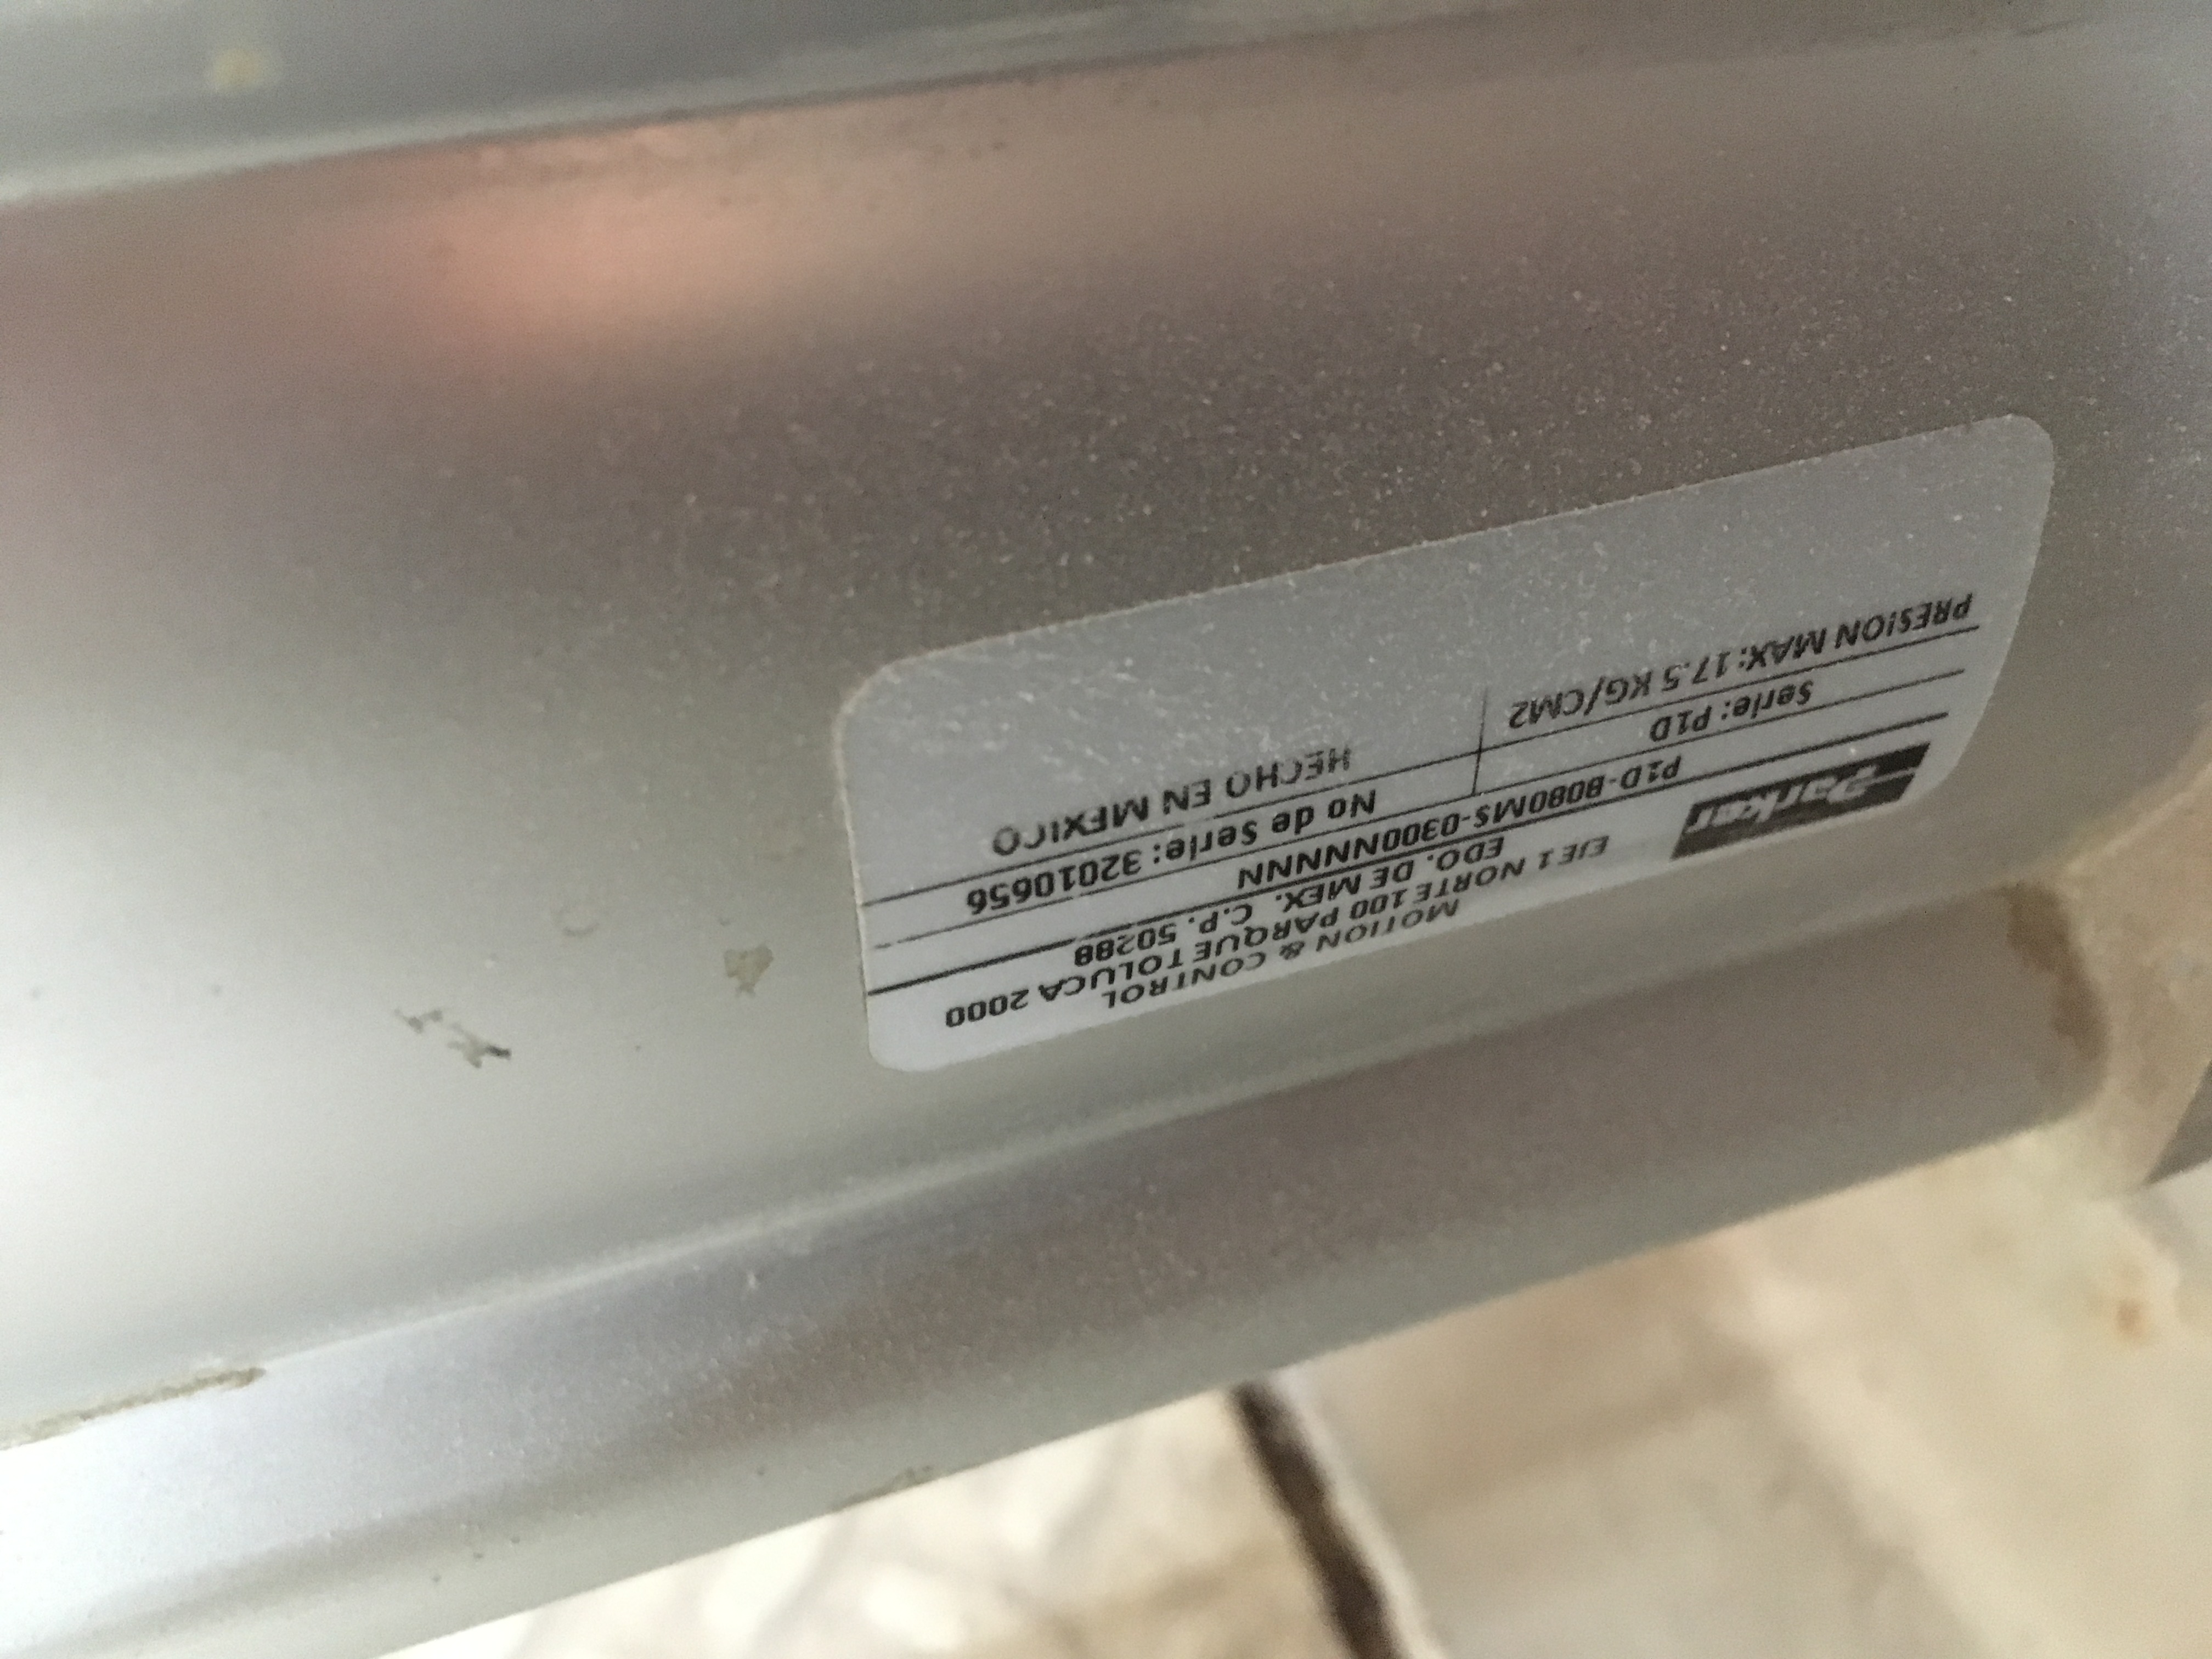 Parker
MOTION & CONTROL
EJE 1 NORTE 100 PARQUE TOLUCA 2000
EDO. DE MEX. C.P. 50288
P1D-B080MS-0300NNNNN
Serie: P1D
No de Serie: 32010656
PRESION MAX: 17.5 KG/CM2
HECHO EN MEXICO